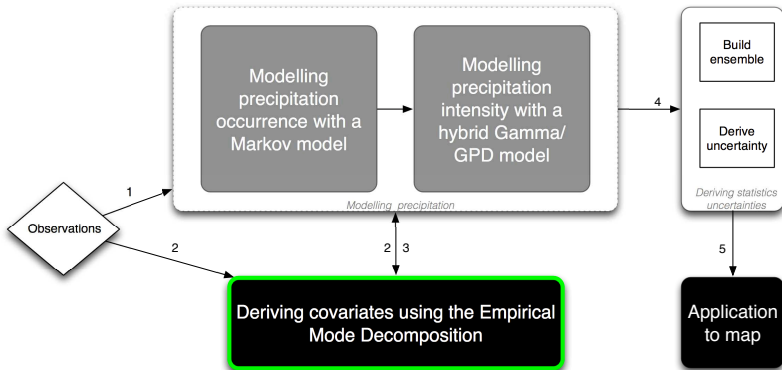 Modelling
precipitation
occurrence with a
Markov model
Modelling
precipitation
intensity with a
hybrid Gamma/
GPD model
Modelling precipitation
4
Build
ensemble
Derive
uncertainty
Deriving statistics
uncertainties
1
Observations
2
2 3
5
Deriving covariates using the Empirical
Mode Decomposition
Application
to map